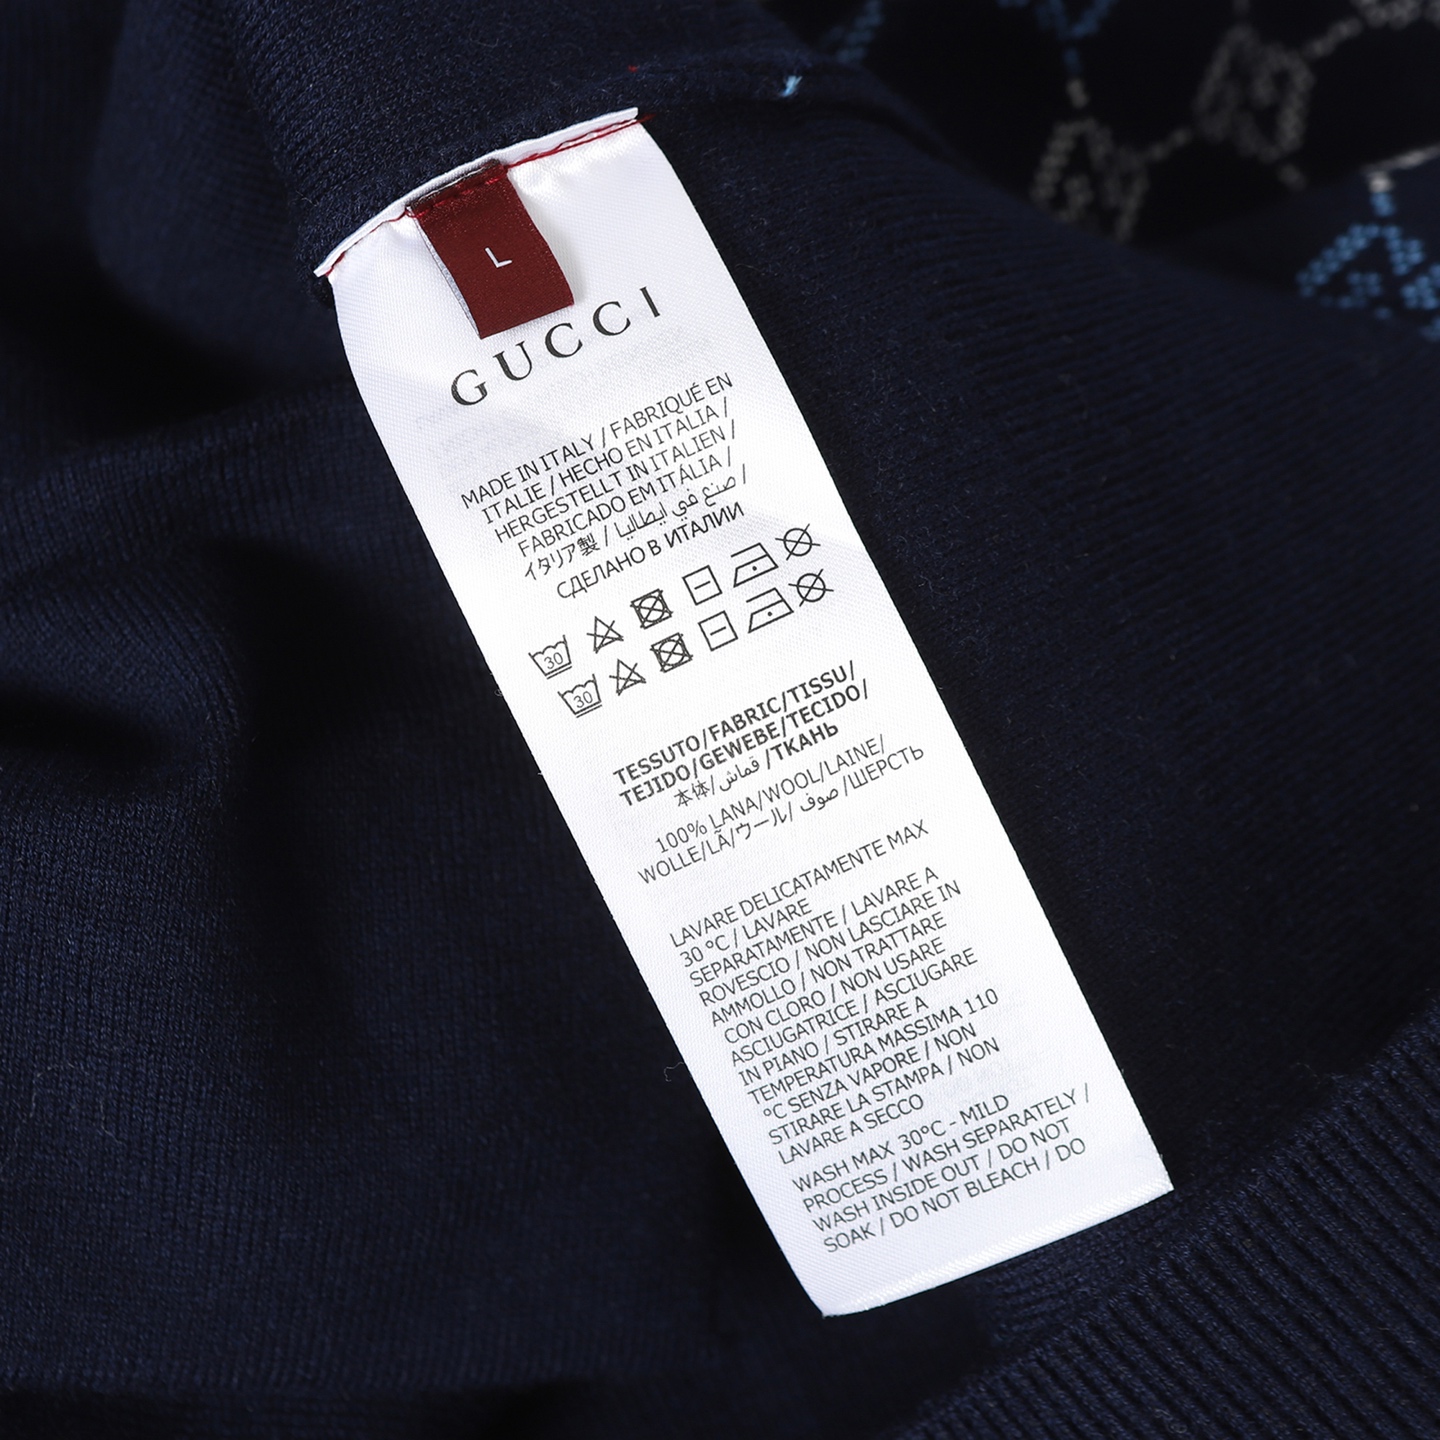 L
GUCCI
MADE IN ITALY / FABRIQUÉ EN
ITALIE / HECHO EN ITALIA /
HERGESTELLT IN ITALIEN /
FABRICADO EM ITÁLIA /
イタリア製 / صنع في ايطاليا /
СДЕЛАНО В ИТАЛИИ
30
30
TESSUTO/FABRIC/TISSU/
TEJIDO/GEWEBE/TECIDO/
本体/قماش/ТКАНЬ
100% LANA/WOOL/LAINE/
WOLLE/LÃ/ウール/صوف/ШЕРСТЬ
LAVARE DELICATAMENTE MAX
30 °C / LAVARE
SEPARATAMENTE / LAVARE A
ROVESCIO / NON LASCIARE IN
AMMOLLO / NON TRATTARE
CON CLORO / NON USARE
ASCIUGATRICE / ASCIUGARE
IN PIANO / STIRARE A
TEMPERATURA MASSIMA 110
°C SENZA VAPORE / NON
STIRARE LA STAMPA / NON
LAVARE A SECCO
WASH MAX 30°C - MILD
PROCESS / WASH SEPARATELY /
WASH INSIDE OUT / DO NOT
SOAK / DO NOT BLEACH / DO